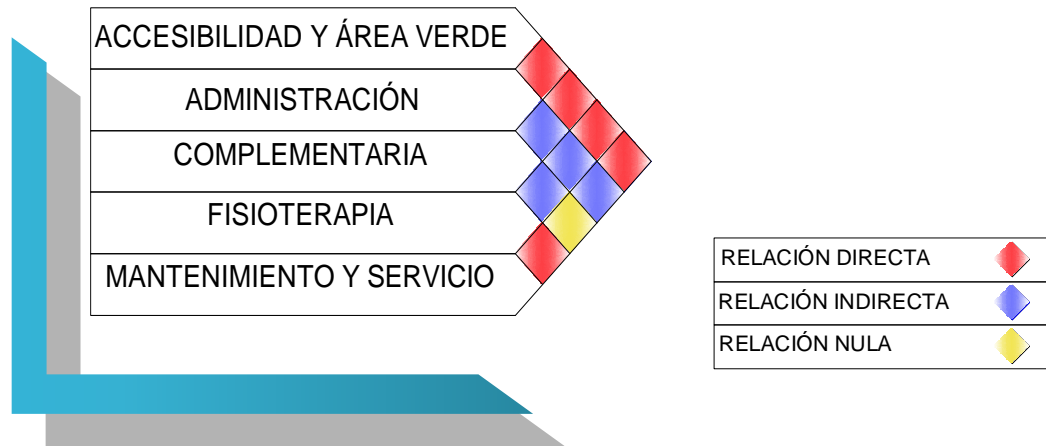 ACCESIBILIDAD Y ÁREA VERDE
ADMINISTRACIÓN
COMPLEMENTARIA
FISIOTERAPIA
MANTENIMIENTO Y SERVICIO
RELACIÓN DIRECTA
RELACIÓN INDIRECTA
RELACIÓN NULA